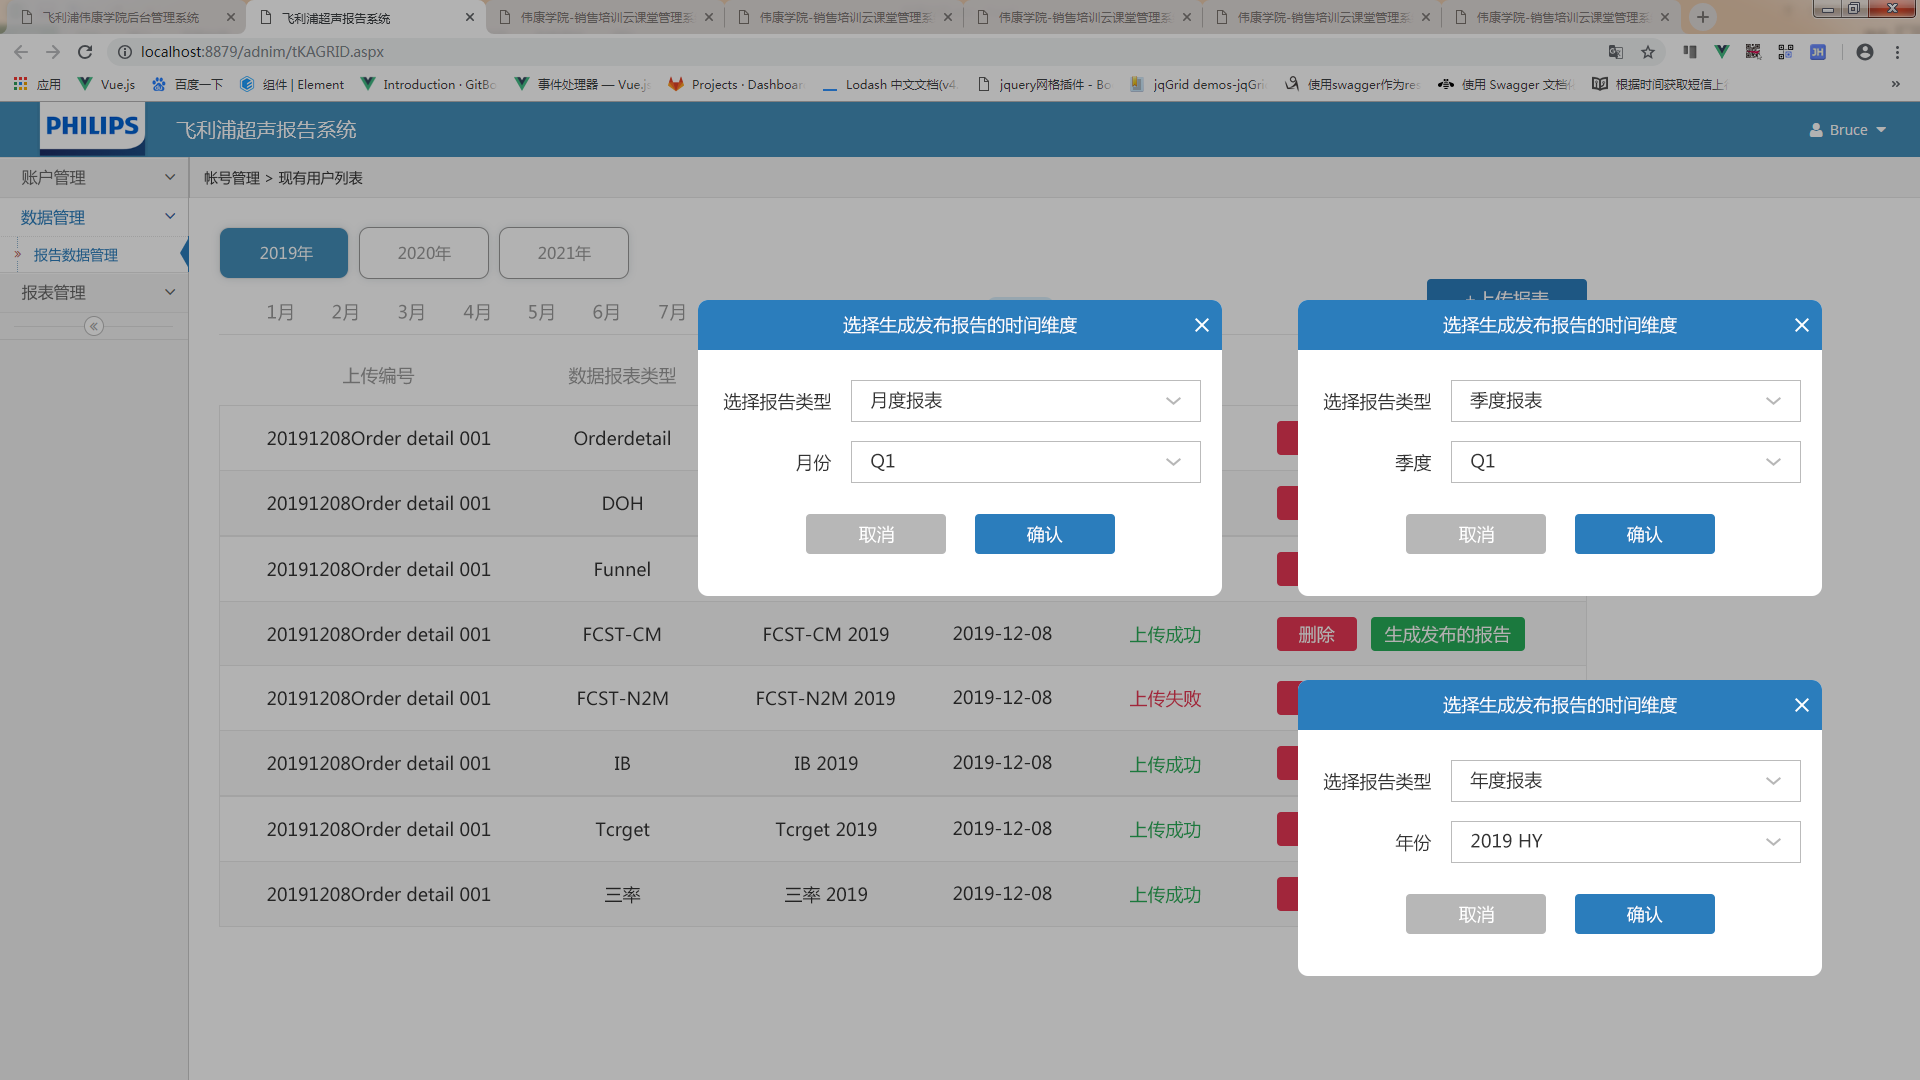 飞利浦伟康学院后台管理系统
飞利浦超声报告系统
伟康学院-销售培训云课堂管理系
伟康学院-销售培训云课堂管理系
伟康学院-销售培训云课堂管理系
伟康学院-销售培训云课堂管理系
伟康学院-销售培训云课堂管理系
localhost:8879/adnim/tKAGRID.aspx
JH
应用
Vue.js
百度一下
组件 | Element
Introduction · GitBo
事件处理器 — Vue.js
Projects · Dashboar
Lodash 中文文档(v4.
jquery网格插件 - Bo
jqGrid demos-jqGri
使用swagger作为res
使用 Swagger 文档
根据时间获取短信上
PHILIPS
飞利浦超声报告系统
Bruce
账户管理
数据管理
报告数据管理
报表管理
帐号管理 > 现有用户列表
2019年
2020年
2021年
1月 2月 3月 4月 5月 6月 7月
+上传报表
上传编号 数据报表类型
20191208Order detail 001 Orderdetail
20191208Order detail 001 DOH
20191208Order detail 001 Funnel
20191208Order detail 001 FCST-CM FCST-CM 2019 2019-12-08 上传成功 删除 生成发布的报告
20191208Order detail 001 FCST-N2M FCST-N2M 2019 2019-12-08 上传失败
20191208Order detail 001 IB IB 2019 2019-12-08 上传成功
20191208Order detail 001 Tcrget Tcrget 2019 2019-12-08 上传成功
20191208Order detail 001 三率 三率 2019 2019-12-08 上传成功
选择生成发布报告的时间维度
选择报告类型 月度报表
月份 Q1
取消 确认
选择生成发布报告的时间维度
选择报告类型 季度报表
季度 Q1
取消 确认
选择生成发布报告的时间维度
选择报告类型 年度报表
年份 2019 HY
取消 确认